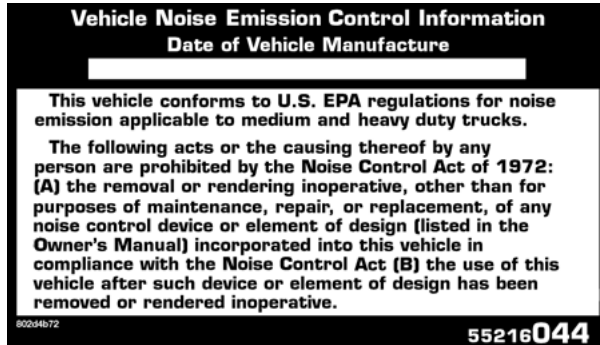 Vehicle Noise Emission Control Information
Date of Vehicle Manufacture
This vehicle conforms to U.S. EPA regulations for noise
emission applicable to medium and heavy duty trucks.
The following acts or the causing thereof by any
person are prohibited by the Noise Control Act of 1972:
(A) the removal or rendering inoperative, other than for
purposes of maintenance, repair, or replacement, of any
noise control device or element of design (listed in the
Owner's Manual) incorporated into this vehicle in
compliance with the Noise Control Act (B) the use of this
vehicle after such device or element of design has been
removed or rendered inoperative.
802d4b72
55216044